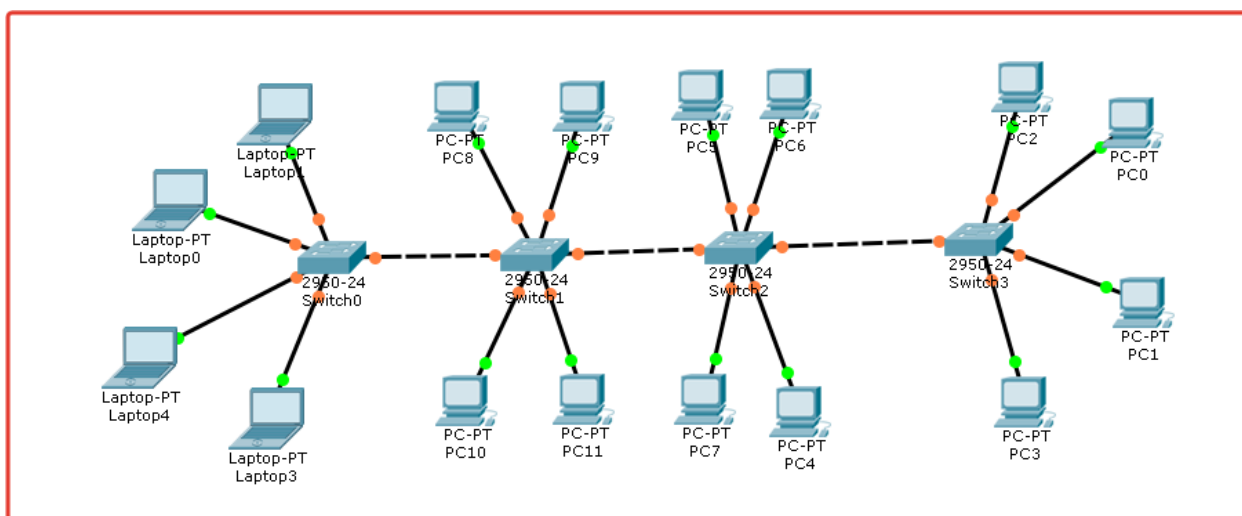 Laptop-PT
Laptop1
Laptop-PT
Laptop0
Laptop-PT
Laptop4
Laptop-PT
Laptop3
2950-24
Switch0
PC-PT
PC8
PC-PT
PC9
2950-24
Switch1
PC-PT
PC10
PC-PT
PC11
PC-PT
PC5
PC-PT
PC6
2950-24
Switch2
PC-PT
PC7
PC-PT
PC4
PC-PT
PC2
PC-PT
PC0
2950-24
Switch3
PC-PT
PC1
PC-PT
PC3